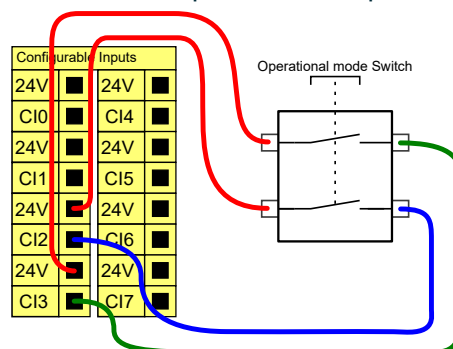 Configurable Inputs
Operational mode Switch
24V 24V
CI0 CI4
24V 24V
CI1 CI5
24V 24V
CI2 CI6
24V 24V
CI3 CI7